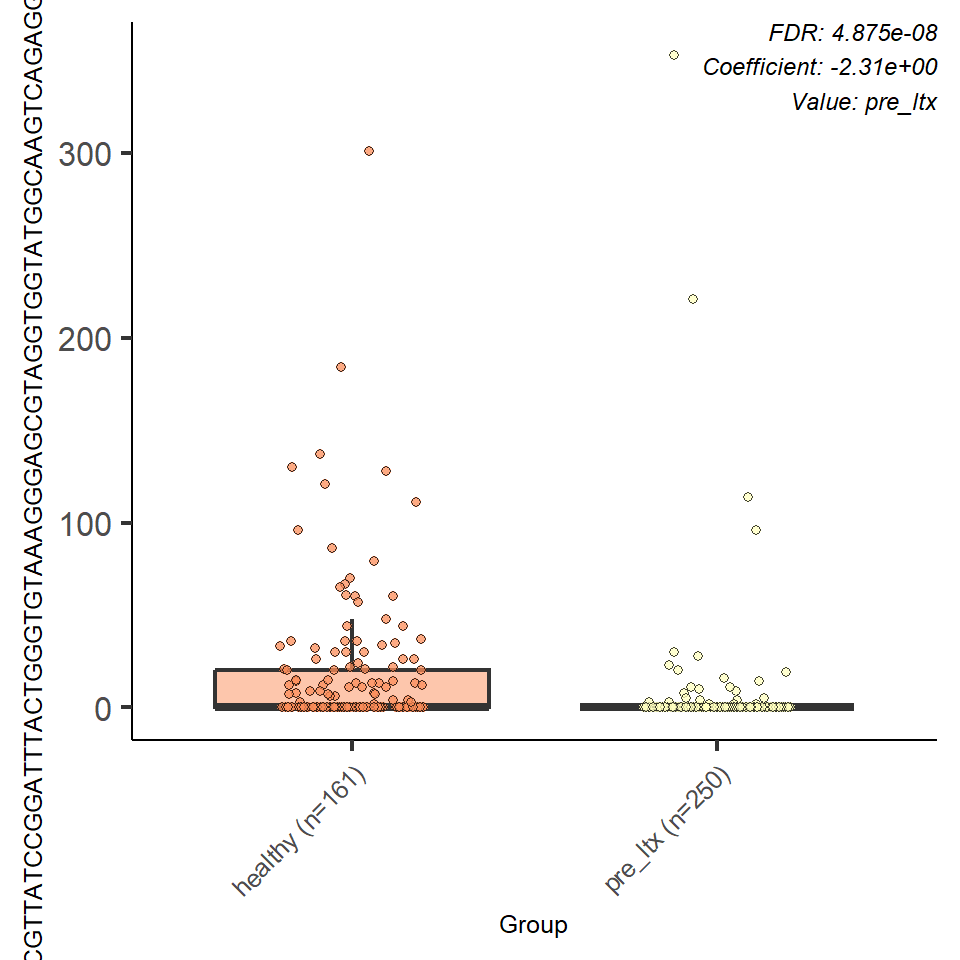 FDR: 4.875e-08
Coefficient: -2.31e+00
Value: pre_ltx
CGTTATCCGGATTTACTGGGTGTAAAGGGAGCGTAGGTGGTATGGCAAGTCAGAGG
300
200
100
0
healthy (n=161)
pre_ltx (n=250)
Group